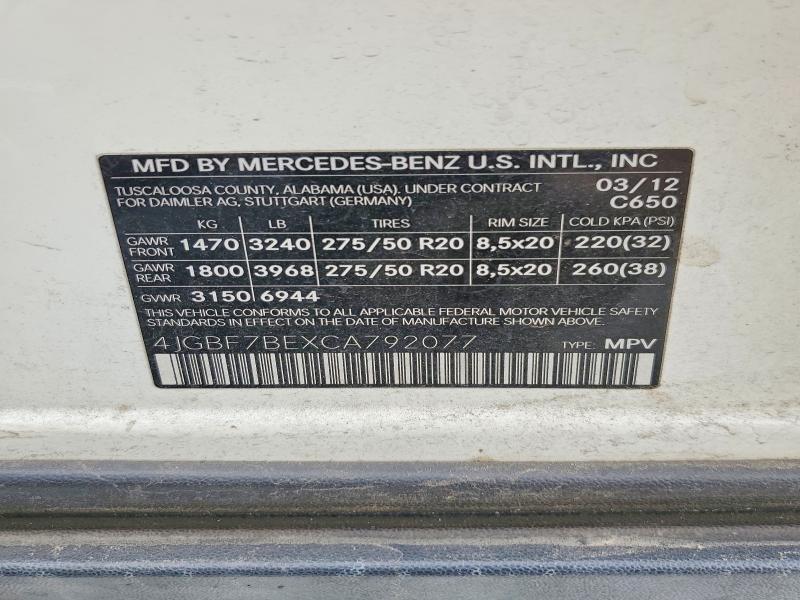 MFD BY MERCEDES-BENZ U.S. INTL., INC
TUSCALOOSA COUNTY, ALABAMA (USA). UNDER CONTRACT 03/12
FOR DAIMLER AG, STUTTGART (GERMANY) C650
KG LB TIRES RIM SIZE COLD KPA (PSI)
GAWR FRONT 1470 3240 275/50 R20 8,5x20 220(32)
GAWR REAR 1800 3968 275/50 R20 8,5x20 260(38)
GVWR 3150 6944
THIS VEHICLE CONFORMS TO ALL APPLICABLE FEDERAL MOTOR VEHICLE SAFETY
STANDARDS IN EFFECT ON THE DATE OF MANUFACTURE SHOWN ABOVE.
4JGBF7BEXCA792077 TYPE: MPV